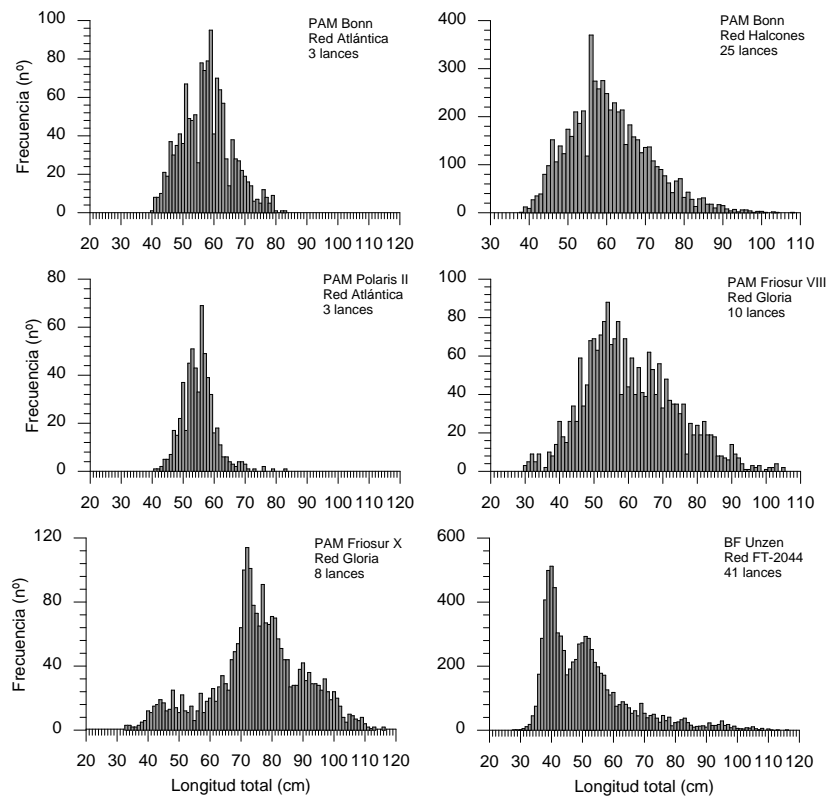 PAM Bonn
Red Atlántica
3 lances
Frecuencia (nº)
100
80
60
40
20
0
20 30 40 50 60 70 80 90 100 120
PAM Bonn
Red Halcones
25 lances
400
300
200
100
0
30 40 50 60 70 80 90 100 110
PAM Polaris II
Red Atlántica
3 lances
Frecuencia (nº)
80
60
40
20
0
20 30 40 50 60 70 80 90 100 120
PAM Friosur VIII
Red Gloria
10 lances
100
80
60
40
20
0
20 30 40 50 60 70 80 90 100 110
PAM Friosur X
Red Gloria
8 lances
Frecuencia (nº)
120
80
40
0
20 30 40 50 60 70 80 90 100 120
Longitud total (cm)
BF Unzen
Red FT-2044
41 lances
600
400
200
0
20 30 40 50 60 70 80 90 100 120
Longitud total (cm)